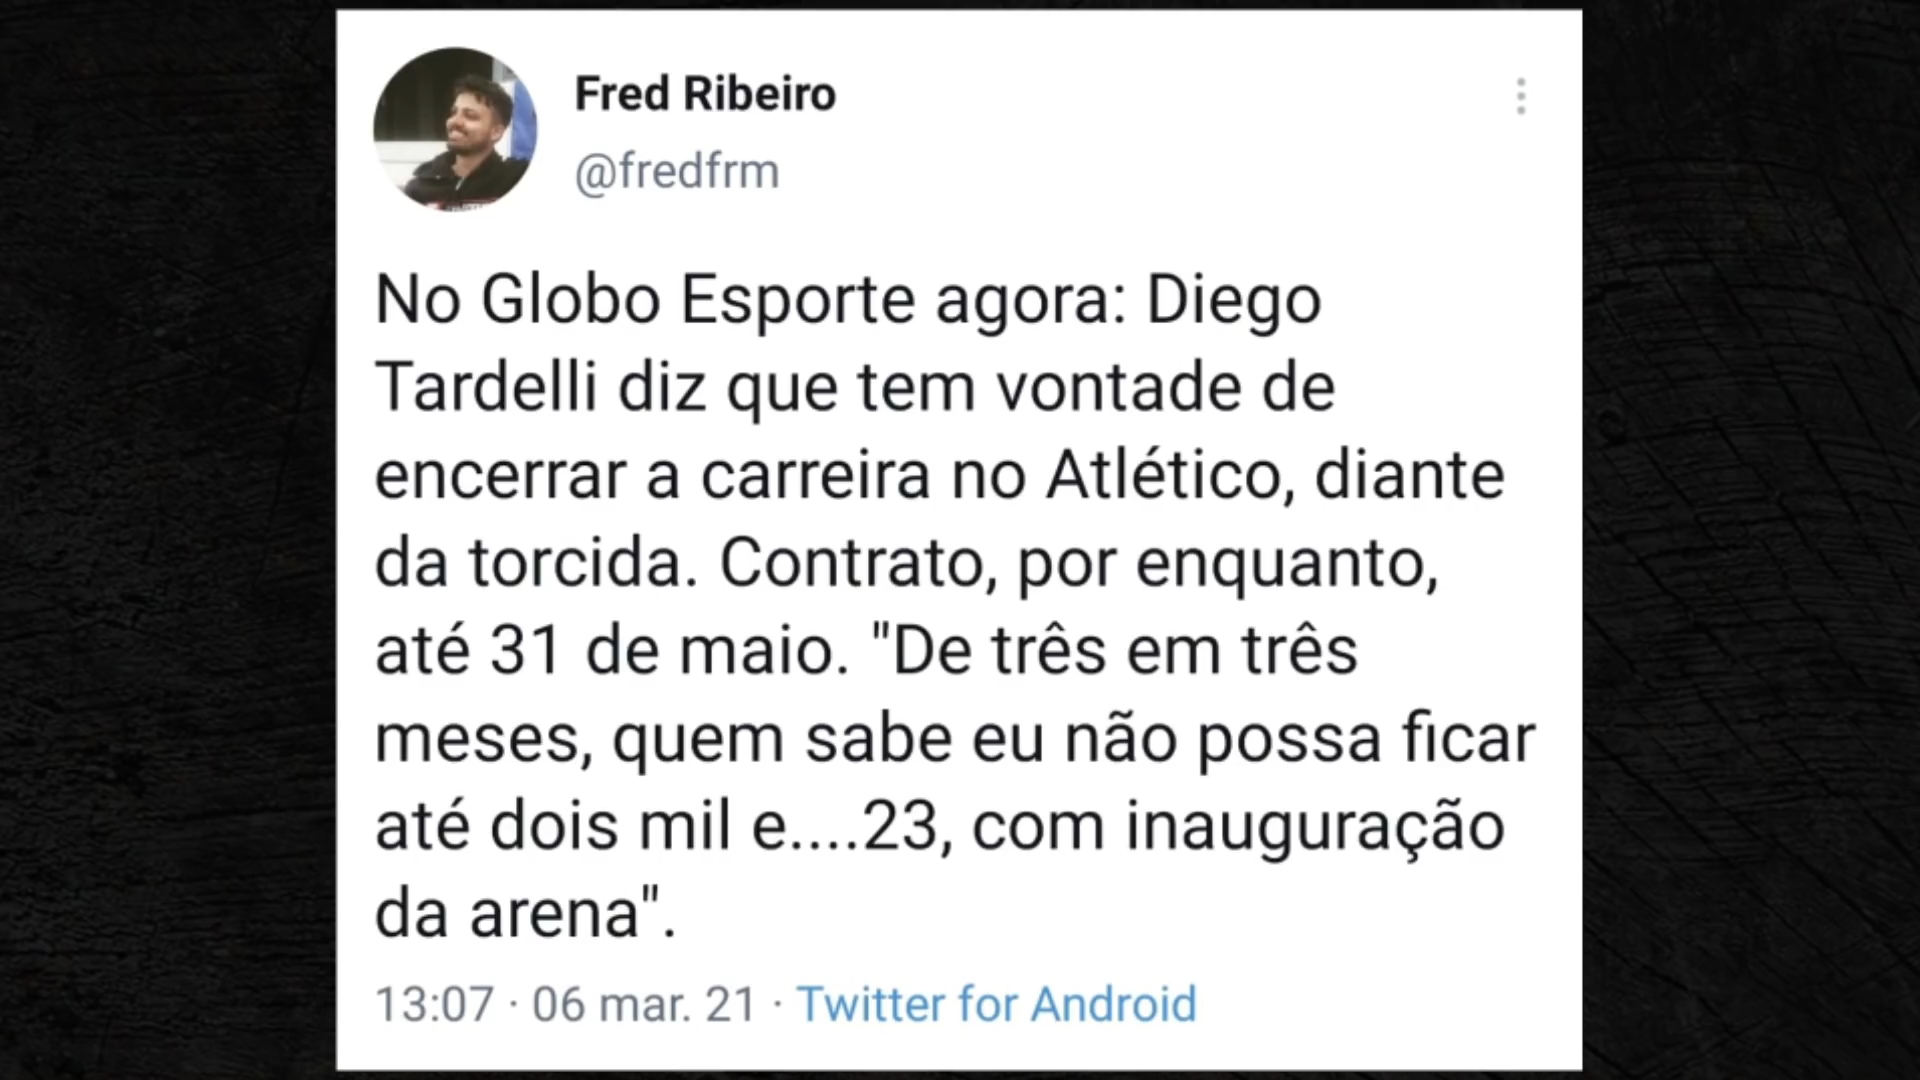 Fred Ribeiro
@fredfrm
No Globo Esporte agora: Diego
Tardelli diz que tem vontade de
encerrar a carreira no Atlético, diante
da torcida. Contrato, por enquanto,
até 31 de maio. "De três em três
meses, quem sabe eu não possa ficar
até dois mil e....23, com inauguração
da arena".
13:07 · 06 mar. 21 · Twitter for Android